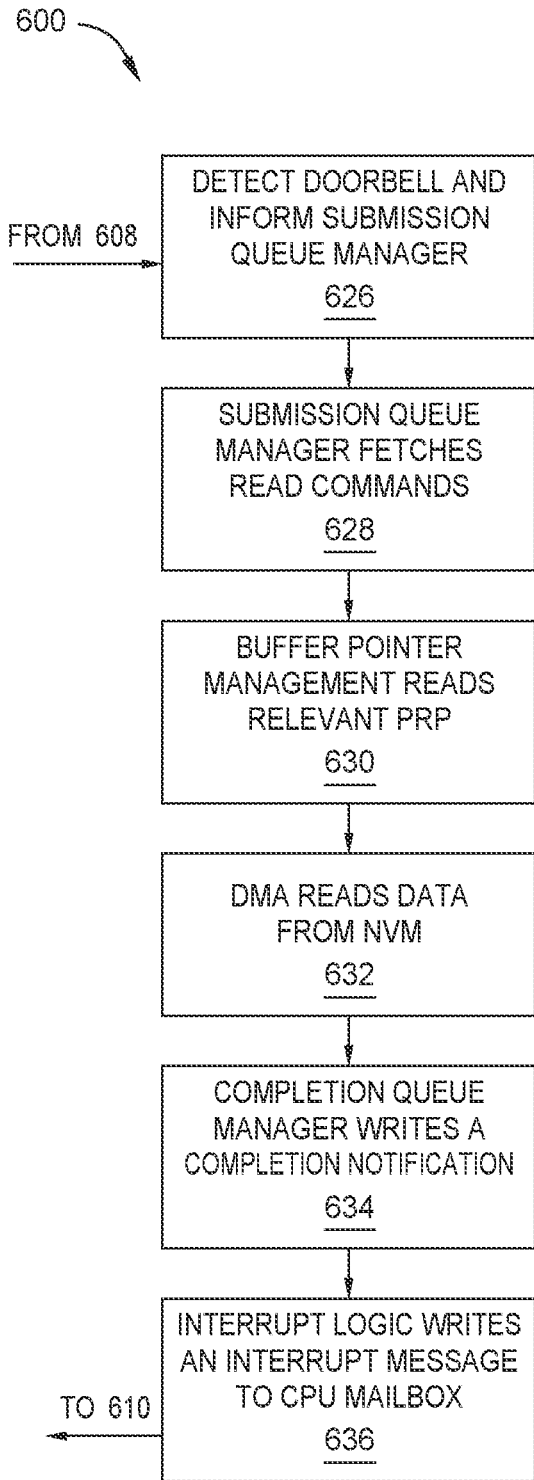 600
DETECT DOORBELL AND
INFORM SUBMISSION
QUEUE MANAGER
626
FROM 608
SUBMISSION QUEUE
MANAGER FETCHES
READ COMMANDS
628
BUFFER POINTER
MANAGEMENT READS
RELEVANT PRP
630
DMA READS DATA
FROM NVM
632
COMPLETION QUEUE
MANAGER WRITES A
COMPLETION NOTIFICATION
634
INTERRUPT LOGIC WRITES
AN INTERRUPT MESSAGE
TO CPU MAILBOX
636
TO 610